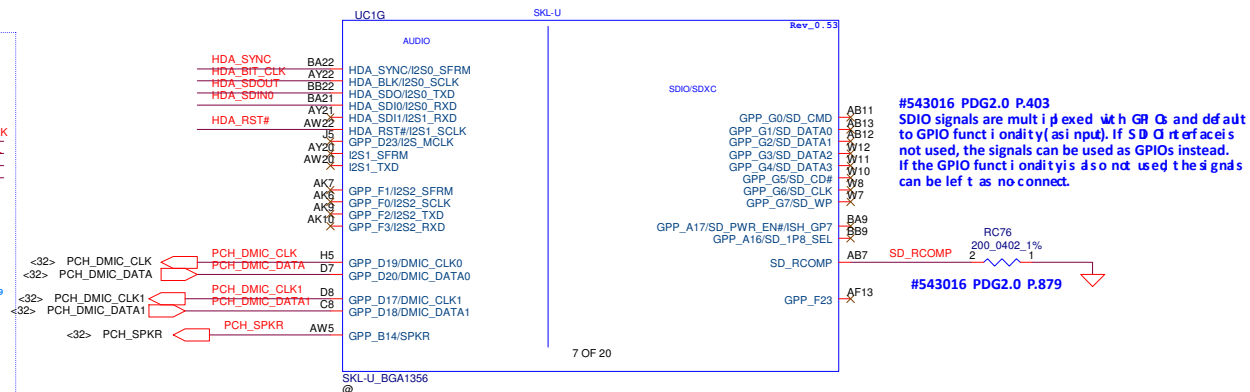 UC1G
SKL-U
Rev_0.53
AUDIO
SDIO/SDXC
HDA_SYNC BA22 HDA_SYNC/I2S0_SFRM
HDA_BIT_CLK AY22 HDA_BLK/I2S0_SCLK
HDA_SDOUT BB22 HDA_SDO/I2S0_TXD
HDA_SDIN0 BA21 HDA_SDI0/I2S0_RXD
AY21 HDA_SDI1/I2S1_RXD
HDA_RST# AW22 HDA_RST#/I2S1_SCLK
J5 GPP_D23/I2S_MCLK
AY20 I2S1_SFRM
AW20 I2S1_TXD
AK7 GPP_F1/I2S2_SFRM
AK6 GPP_F0/I2S2_SCLK
AK9 GPP_F2/I2S2_TXD
AK10 GPP_F3/I2S2_RXD
<32> PCH_DMIC_CLK PCH_DMIC_CLK H5 GPP_D19/DMIC_CLK0
<32> PCH_DMIC_DATA PCH_DMIC_DATA D7 GPP_D20/DMIC_DATA0
<32> PCH_DMIC_CLK1 PCH_DMIC_CLK1 D8 GPP_D17/DMIC_CLK1
<32> PCH_DMIC_DATA1 PCH_DMIC_DATA1 C8 GPP_D18/DMIC_DATA1
<32> PCH_SPKR PCH_SPKR AW5 GPP_B14/SPKR
GPP_G0/SD_CMD AB11
GPP_G1/SD_DATA0 AB13
GPP_G2/SD_DATA1 AB12
GPP_G3/SD_DATA2 W12
GPP_G4/SD_DATA3 W11
GPP_G5/SD_CD# W10
GPP_G6/SD_CLK W8
GPP_G7/SD_WP W7
GPP_A17/SD_PWR_EN#/ISH_GP7 BA9
GPP_A16/SD_1P8_SEL BB9
SD_RCOMP AB7 SD_RCOMP 2 1
RC76
200_0402_1%
GPP_F23 AF13
#543016 PDG2.0 P.403
SDIO signals are multiplexed with GPIOs and default
to GPIO functionality(as input). If SDIO interface is
not used, the signals can be used as GPIOs instead.
If the GPIO functionality is also not used, the signals
can be left as no connect.
#543016 PDG2.0 P.879
7 OF 20
SKL-U_BGA1356
@
K
9